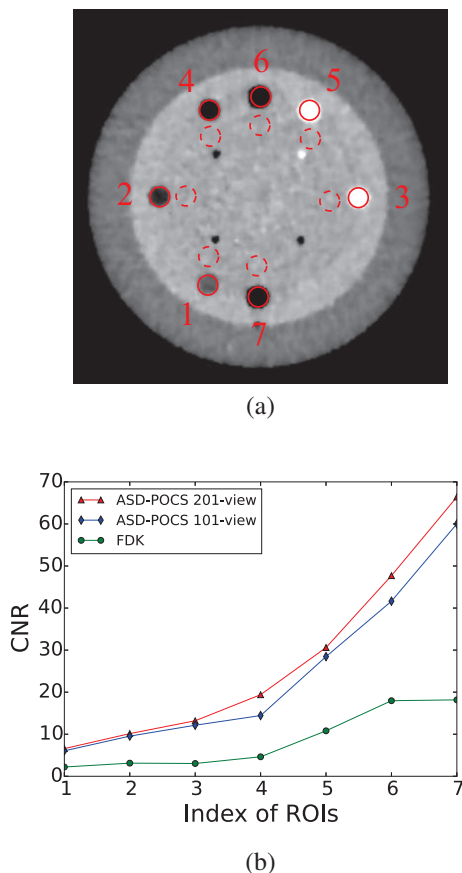 6
4
5
2
3
1
7
(a)
70
60
50
40
30
20
10
0
CNR
ASD-POCS 201-view
ASD-POCS 101-view
FDK
1 2 3 4 5 6 7
Index of ROIs
(b)